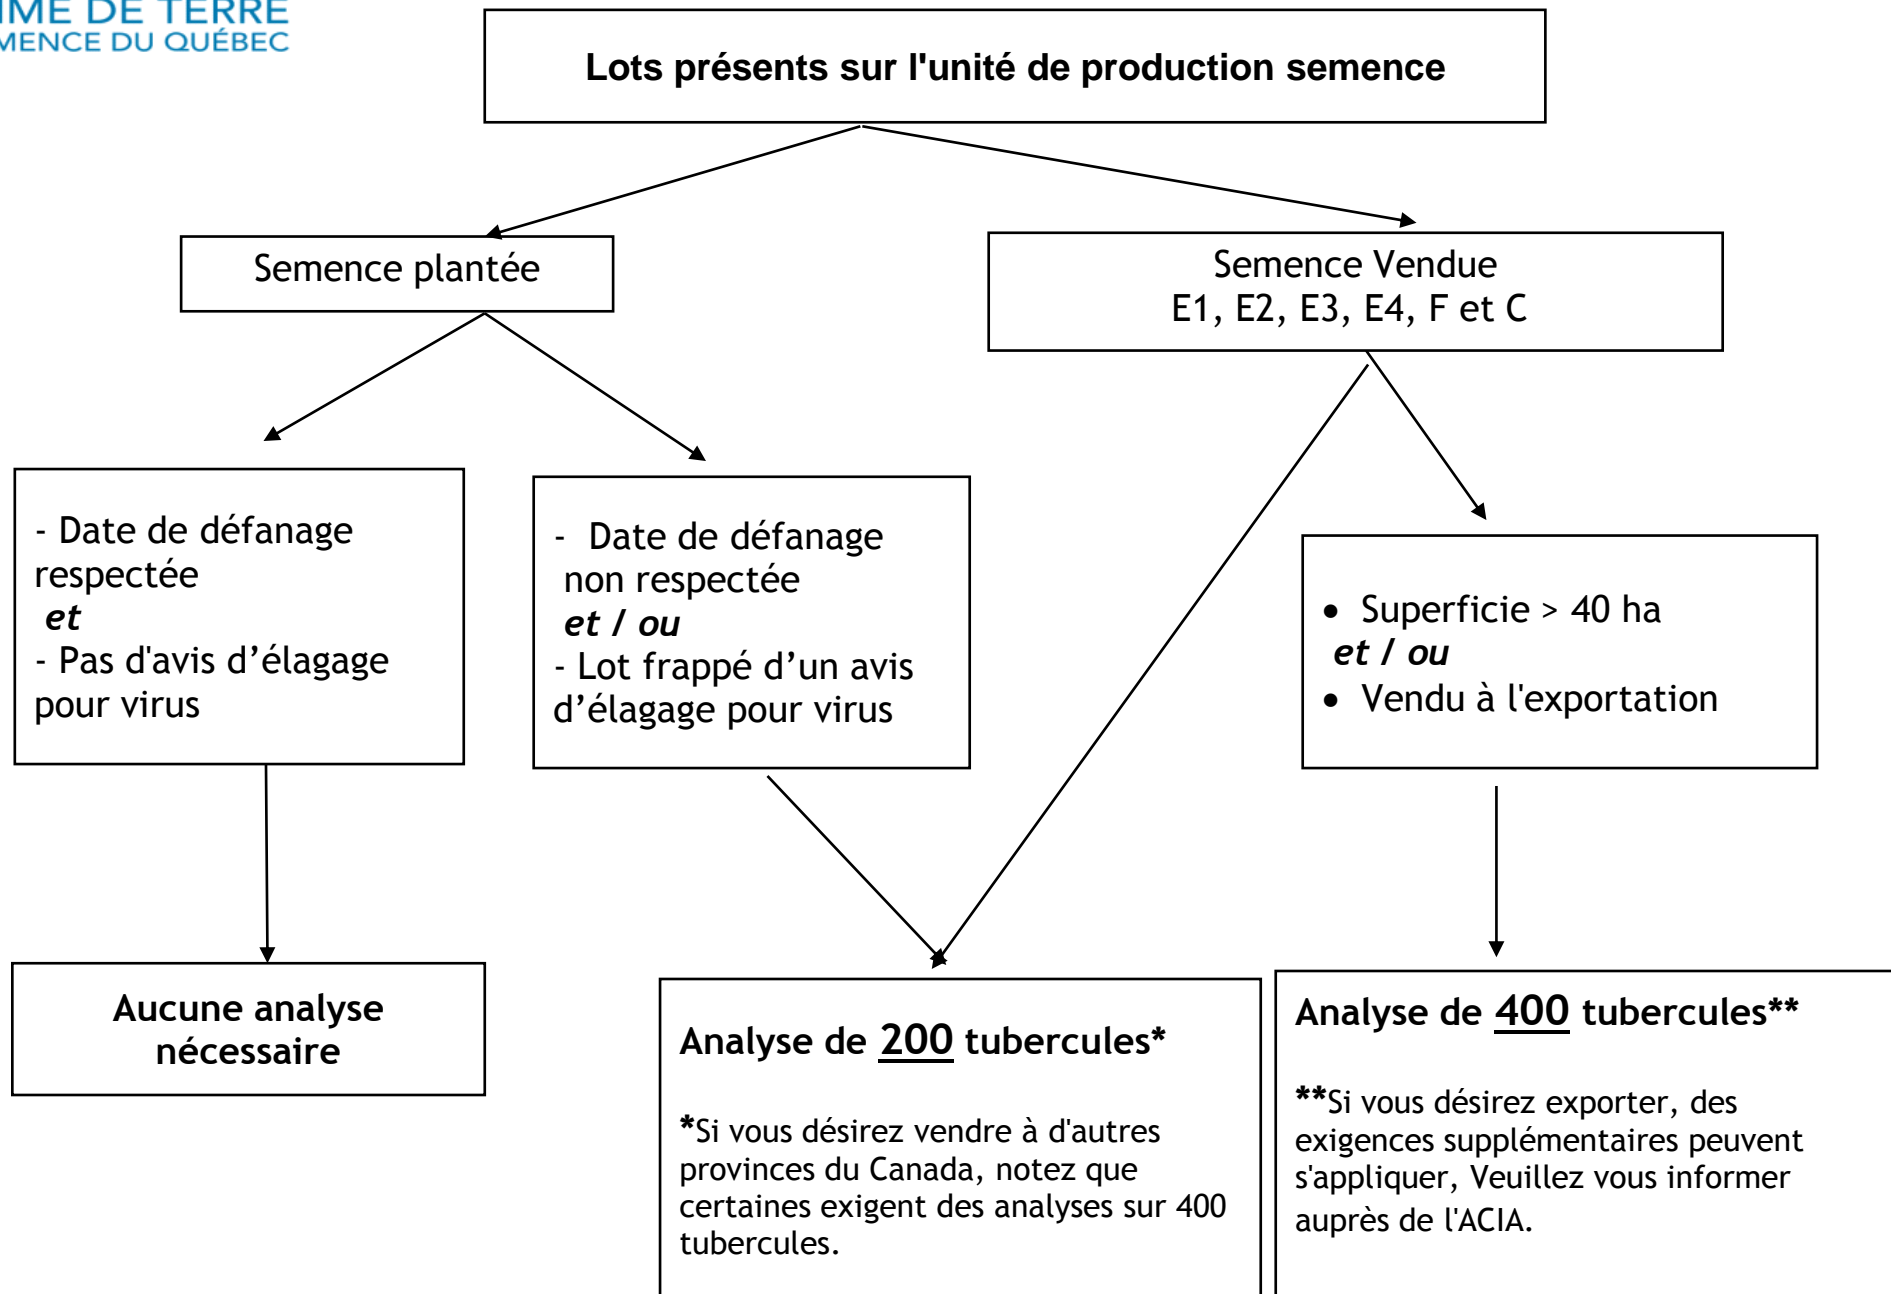 DE TERRE
DU QUÉBEC
Lots présents sur l'unité de production semence
Semence plantée
Semence Vendue
E1, E2, E3, E4, F et C
- Date de défanage
respectée
et
- Pas d'avis d’élagage
pour virus
- Date de défanage
non respectée
et / ou
- Lot frappé d’un avis
d’élagage pour virus
• Superficie > 40 ha
et / ou
• Vendu à l'exportation
Aucune analyse
nécessaire
Analyse de 200 tubercules*
*Si vous désirez vendre à d'autres
provinces du Canada, notez que
certaines exigent des analyses sur 400
tubercules.
Analyse de 400 tubercules**
**Si vous désirez exporter, des
exigences supplémentaires peuvent
s'appliquer, Veuillez vous informer
auprès de l'ACIA.